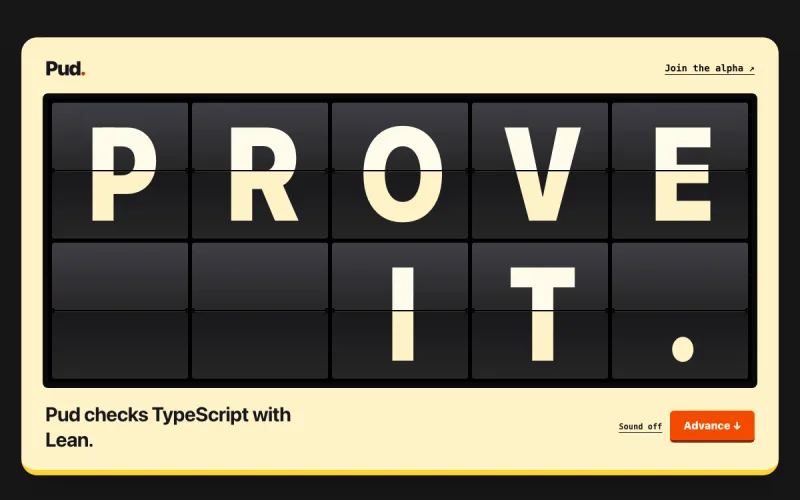 Pud.
Join the alpha ↗
PROVE
IT.
Pud checks TypeScript with
Lean.
Sound off
Advance ↓